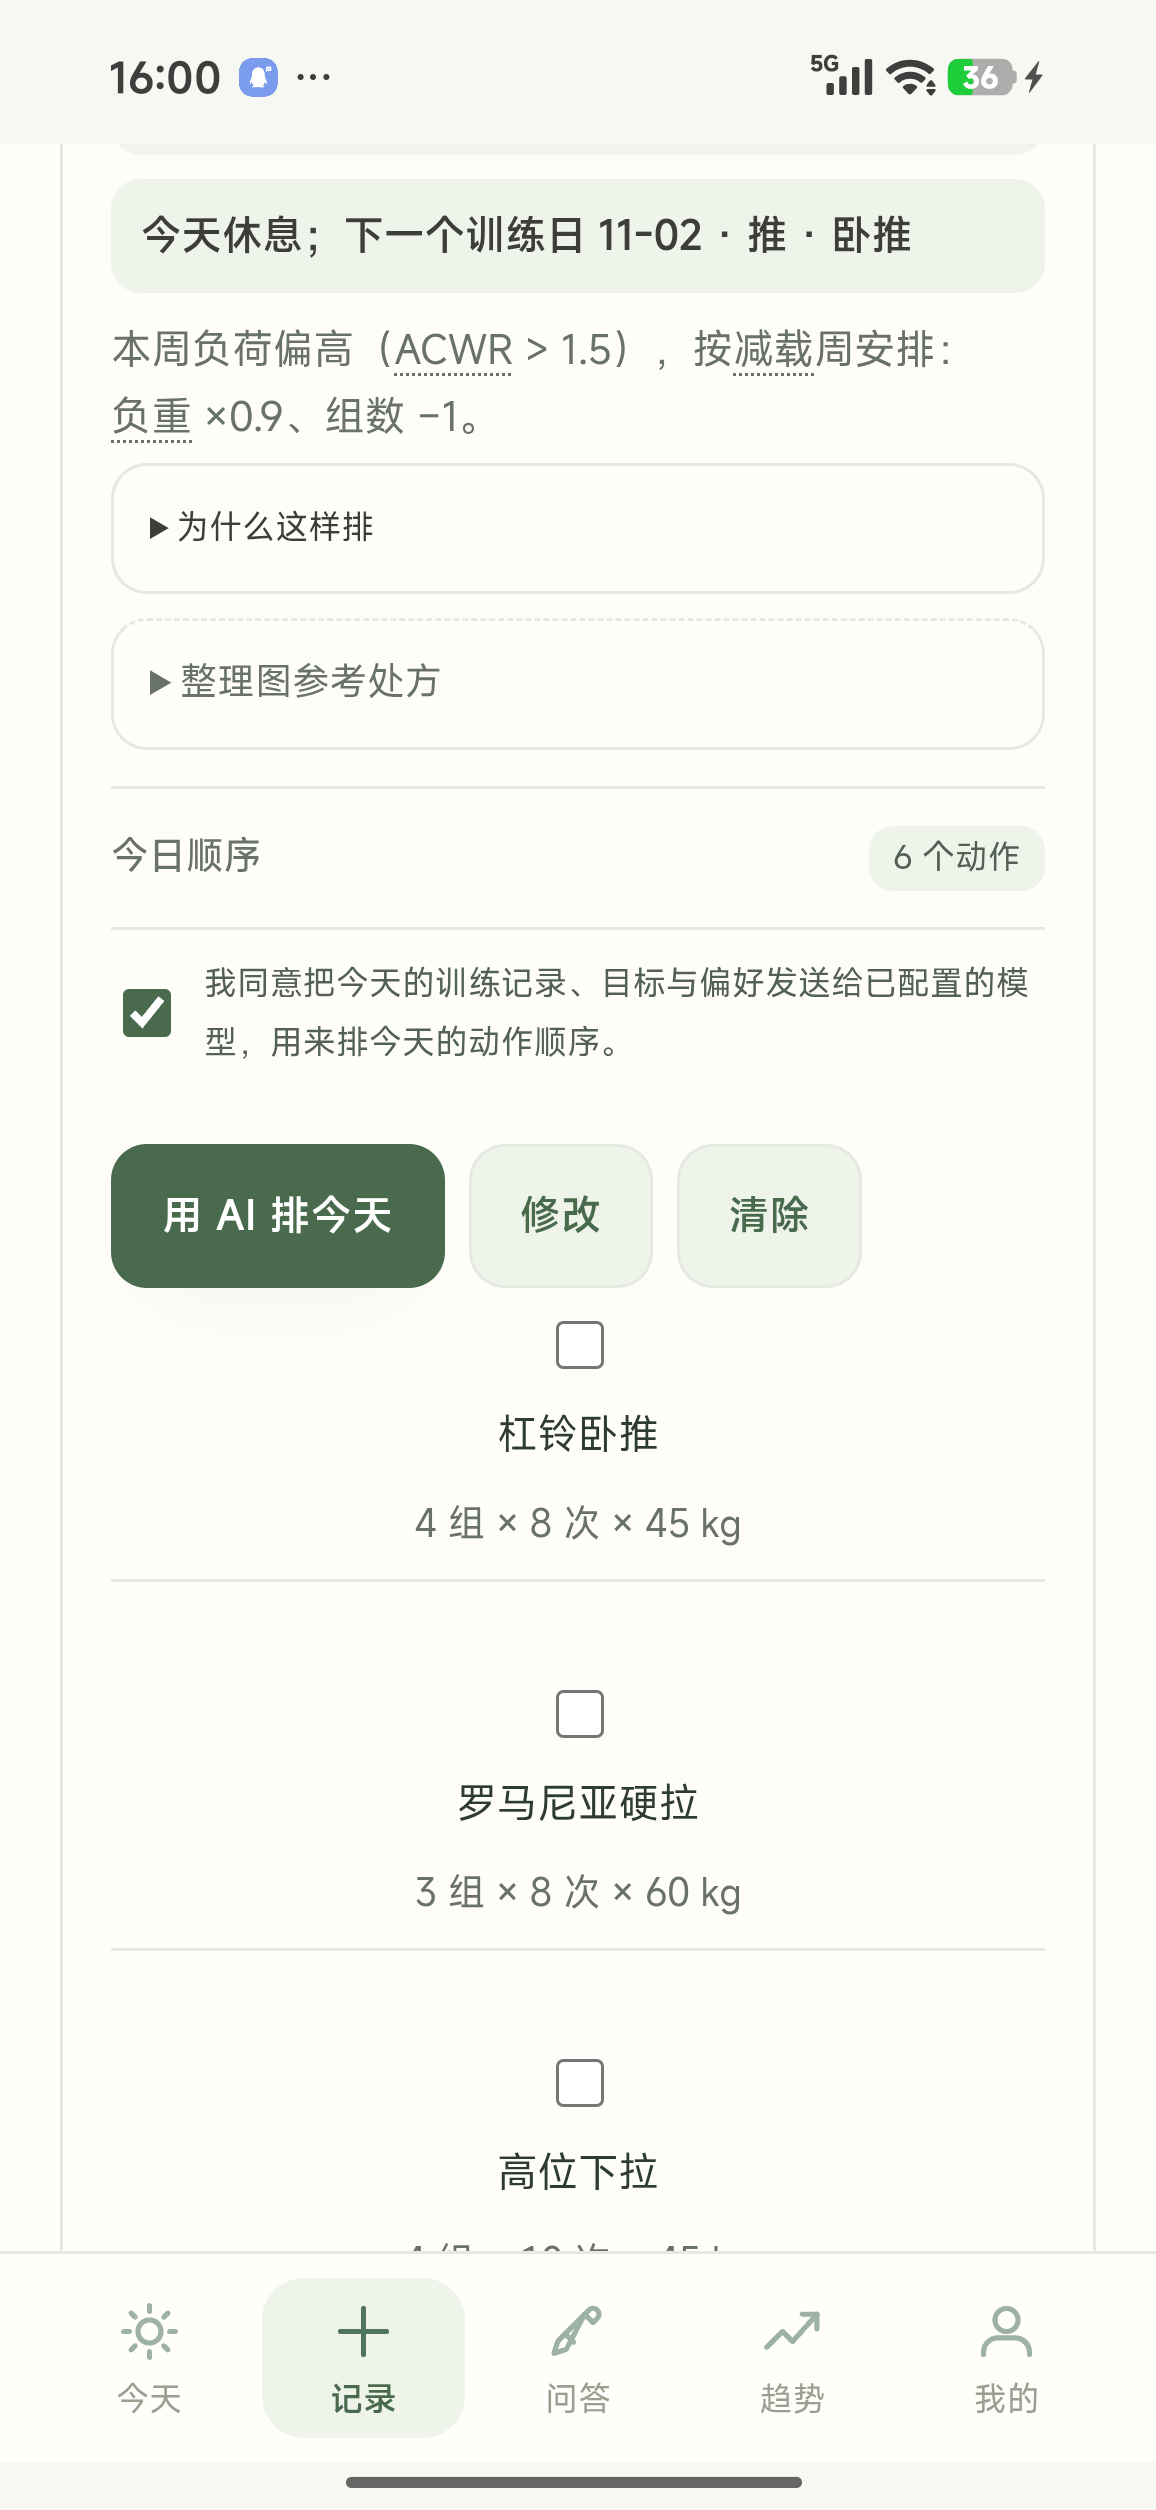 16:00 ··· 5G 36
今天休息；下一个训练日 11-02 · 推 · 卧推
本周负荷偏高（ACWR > 1.5），按减载周安排：
负重 ×0.9、组数 −1。
▶ 为什么这样排
▶ 整理图参考处方
今日顺序
6 个动作
我同意把今天的训练记录、目标与偏好发送给已配置的模
型，用来排今天的动作顺序。
用 AI 排今天
修改
清除
杠铃卧推
4 组 × 8 次 × 45 kg
罗马尼亚硬拉
3 组 × 8 次 × 60 kg
高位下拉
今天
记录
问答
趋势
我的